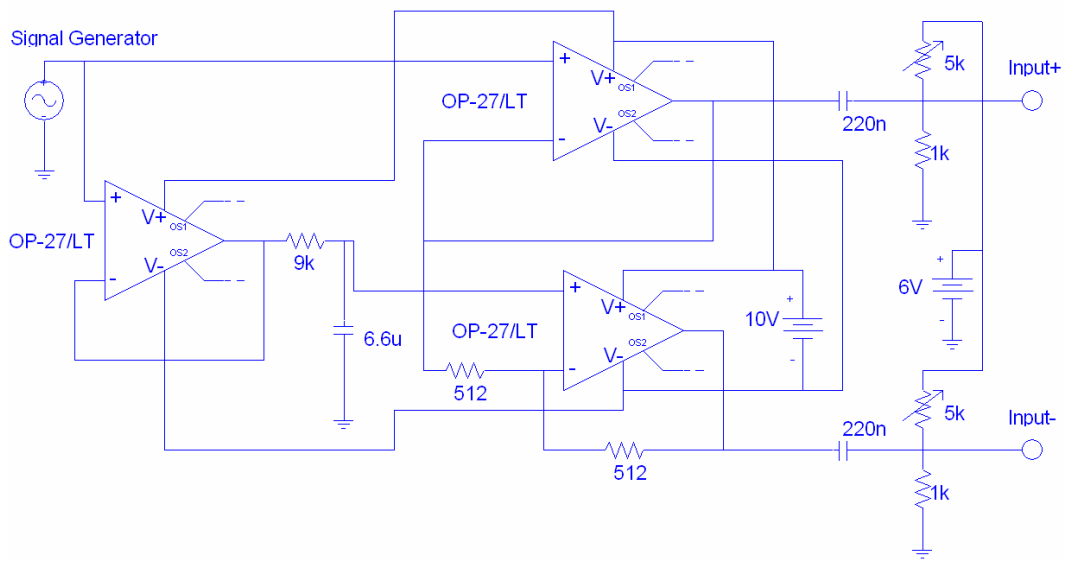 Signal Generator
+
-
OP-27/LT
+
-
V+
V-
OS1
OS2
9k
6.6u
OP-27/LT
+
-
V+
V-
OS1
OS2
512
OP-27/LT
+
-
V+
V-
OS1
OS2
512
+
10V
-
220n
5k
1k
Input+
+
6V
-
220n
5k
1k
Input-